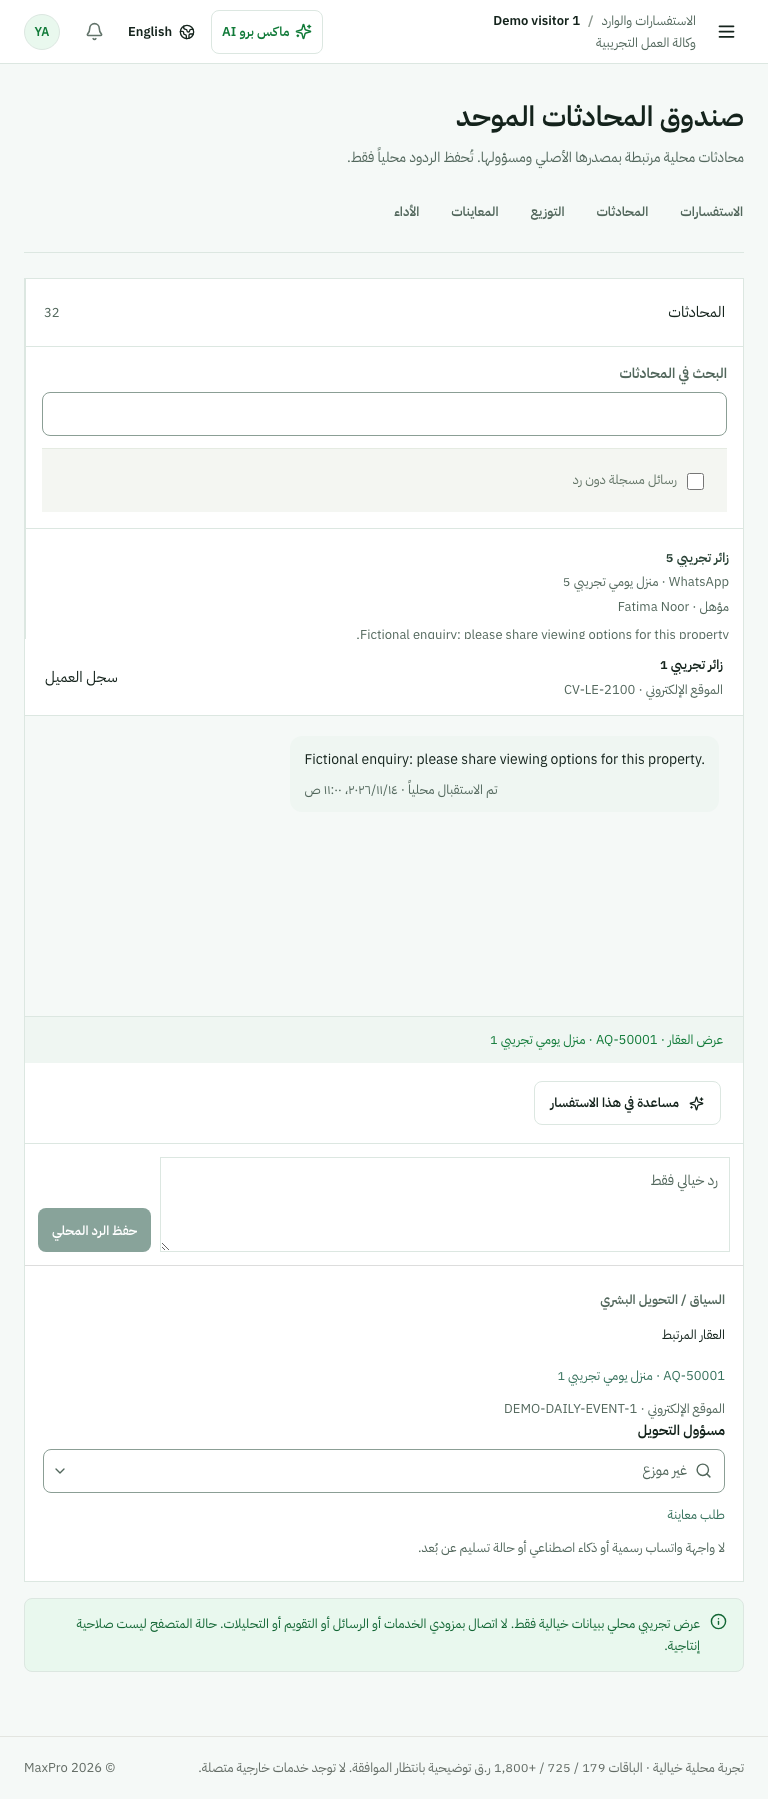 الاستفسارات والوارد / Demo visitor 1
وكالة العمل التجريبية
ماكس برو AI
English
YA
صندوق المحادثات الموحد
محادثات محلية مرتبطة بمصدرها الأصلي ومسؤولها. تُحفظ الردود محلياً فقط.
الاستفسارات
المحادثات
التوزيع
المعاينات
الأداء
المحادثات
32
البحث في المحادثات
رسائل مسجلة دون رد
زائر تجريبي 5
WhatsApp · منزل يومي تجريبي 5
مؤهل · Fatima Noor
Fictional enquiry: please share viewing options for this property.
زائر تجريبي 1
الموقع الإلكتروني · CV-LE-2100
سجل العميل
Fictional enquiry: please share viewing options for this property.
تم الاستقبال محلياً · ١٤‏/١١‏/٢٠٢٦، ١١:٠٠ ص
عرض العقار · AQ-50001 · منزل يومي تجريبي 1
مساعدة في هذا الاستفسار
رد خيالي فقط
حفظ الرد المحلي
السياق / التحويل البشري
العقار المرتبط
AQ-50001 · منزل يومي تجريبي 1
الموقع الإلكتروني · DEMO-DAILY-EVENT-1
مسؤول التحويل
غير موزع
طلب معاينة
لا واجهة واتساب رسمية أو ذكاء اصطناعي أو حالة تسليم عن بُعد.
عرض تجريبي محلي ببيانات خيالية فقط. لا اتصال بمزودي الخدمات أو الرسائل أو التقويم أو التحليلات. حالة المتصفح ليست صلاحية
إنتاجية.
تجربة محلية خيالية · الباقات 179 / 725 / +1,800 ر.ق توضيحية بانتظار الموافقة. لا توجد خدمات خارجية متصلة.
© 2026 MaxPro